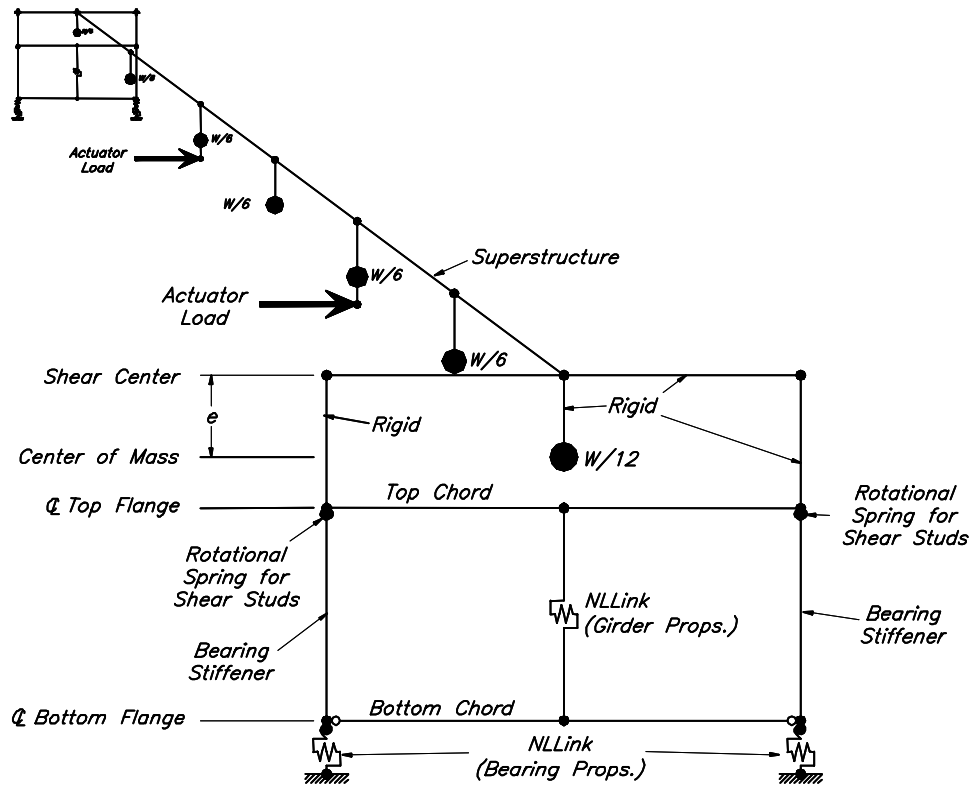 W/6
Actuator
Load
W/6
W/6
Superstructure
W/6
Actuator
Load
W/6
Shear Center
e
Rigid
Rigid
Center of Mass
W/12
℄ Top Flange
Top Chord
Rotational
Spring for
Shear Studs
Rotational
Spring for
Shear Studs
NLLink
(Girder Props.)
Bearing
Stiffener
Bearing
Stiffener
℄ Bottom Flange
Bottom Chord
NLLink
(Bearing Props.)